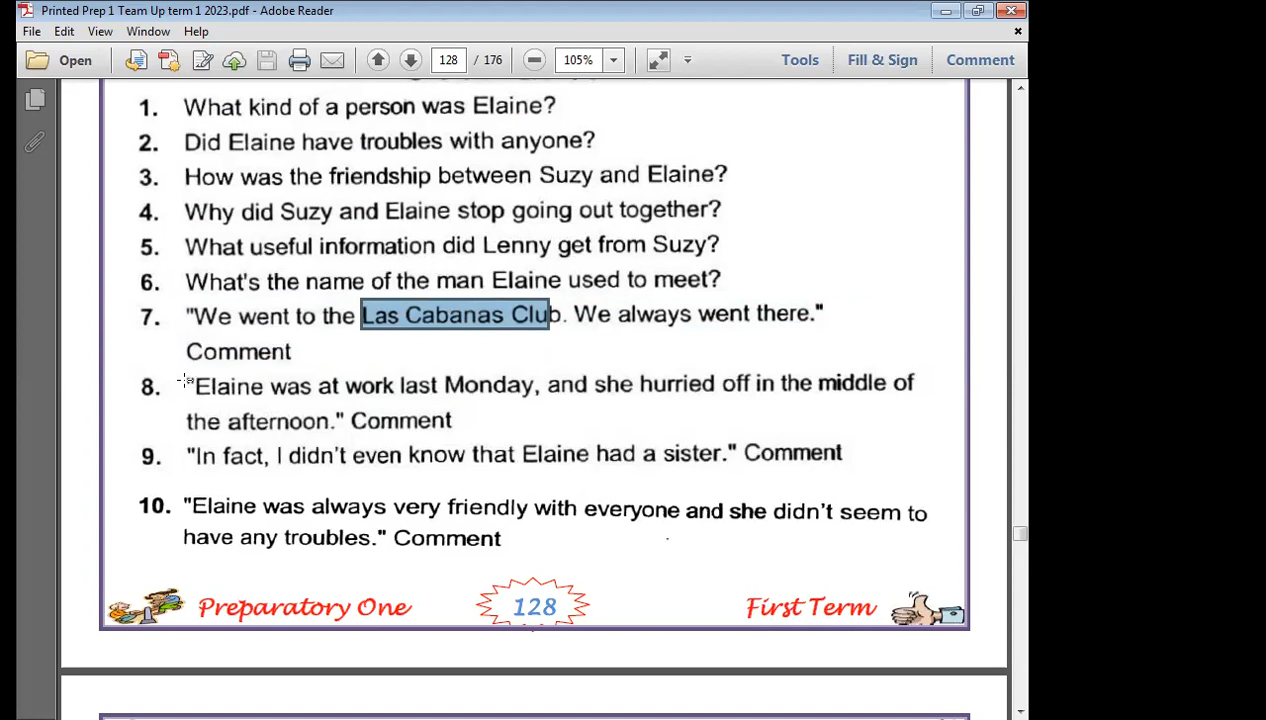 Printed Prep 1 Team Up term 1 2023.pdf - Adobe Reader
File Edit View Window Help
Open 128 / 176 105% Tools Fill & Sign Comment
1. What kind of a person was Elaine?
2. Did Elaine have troubles with anyone?
3. How was the friendship between Suzy and Elaine?
4. Why did Suzy and Elaine stop going out together?
5. What useful information did Lenny get from Suzy?
6. What's the name of the man Elaine used to meet?
7. "We went to the Las Cabanas Club. We always went there."
Comment
8. "Elaine was at work last Monday, and she hurried off in the middle of
the afternoon." Comment
9. "In fact, I didn't even know that Elaine had a sister." Comment
10. "Elaine was always very friendly with everyone and she didn't seem to
have any troubles." Comment
Preparatory One 128 First Term